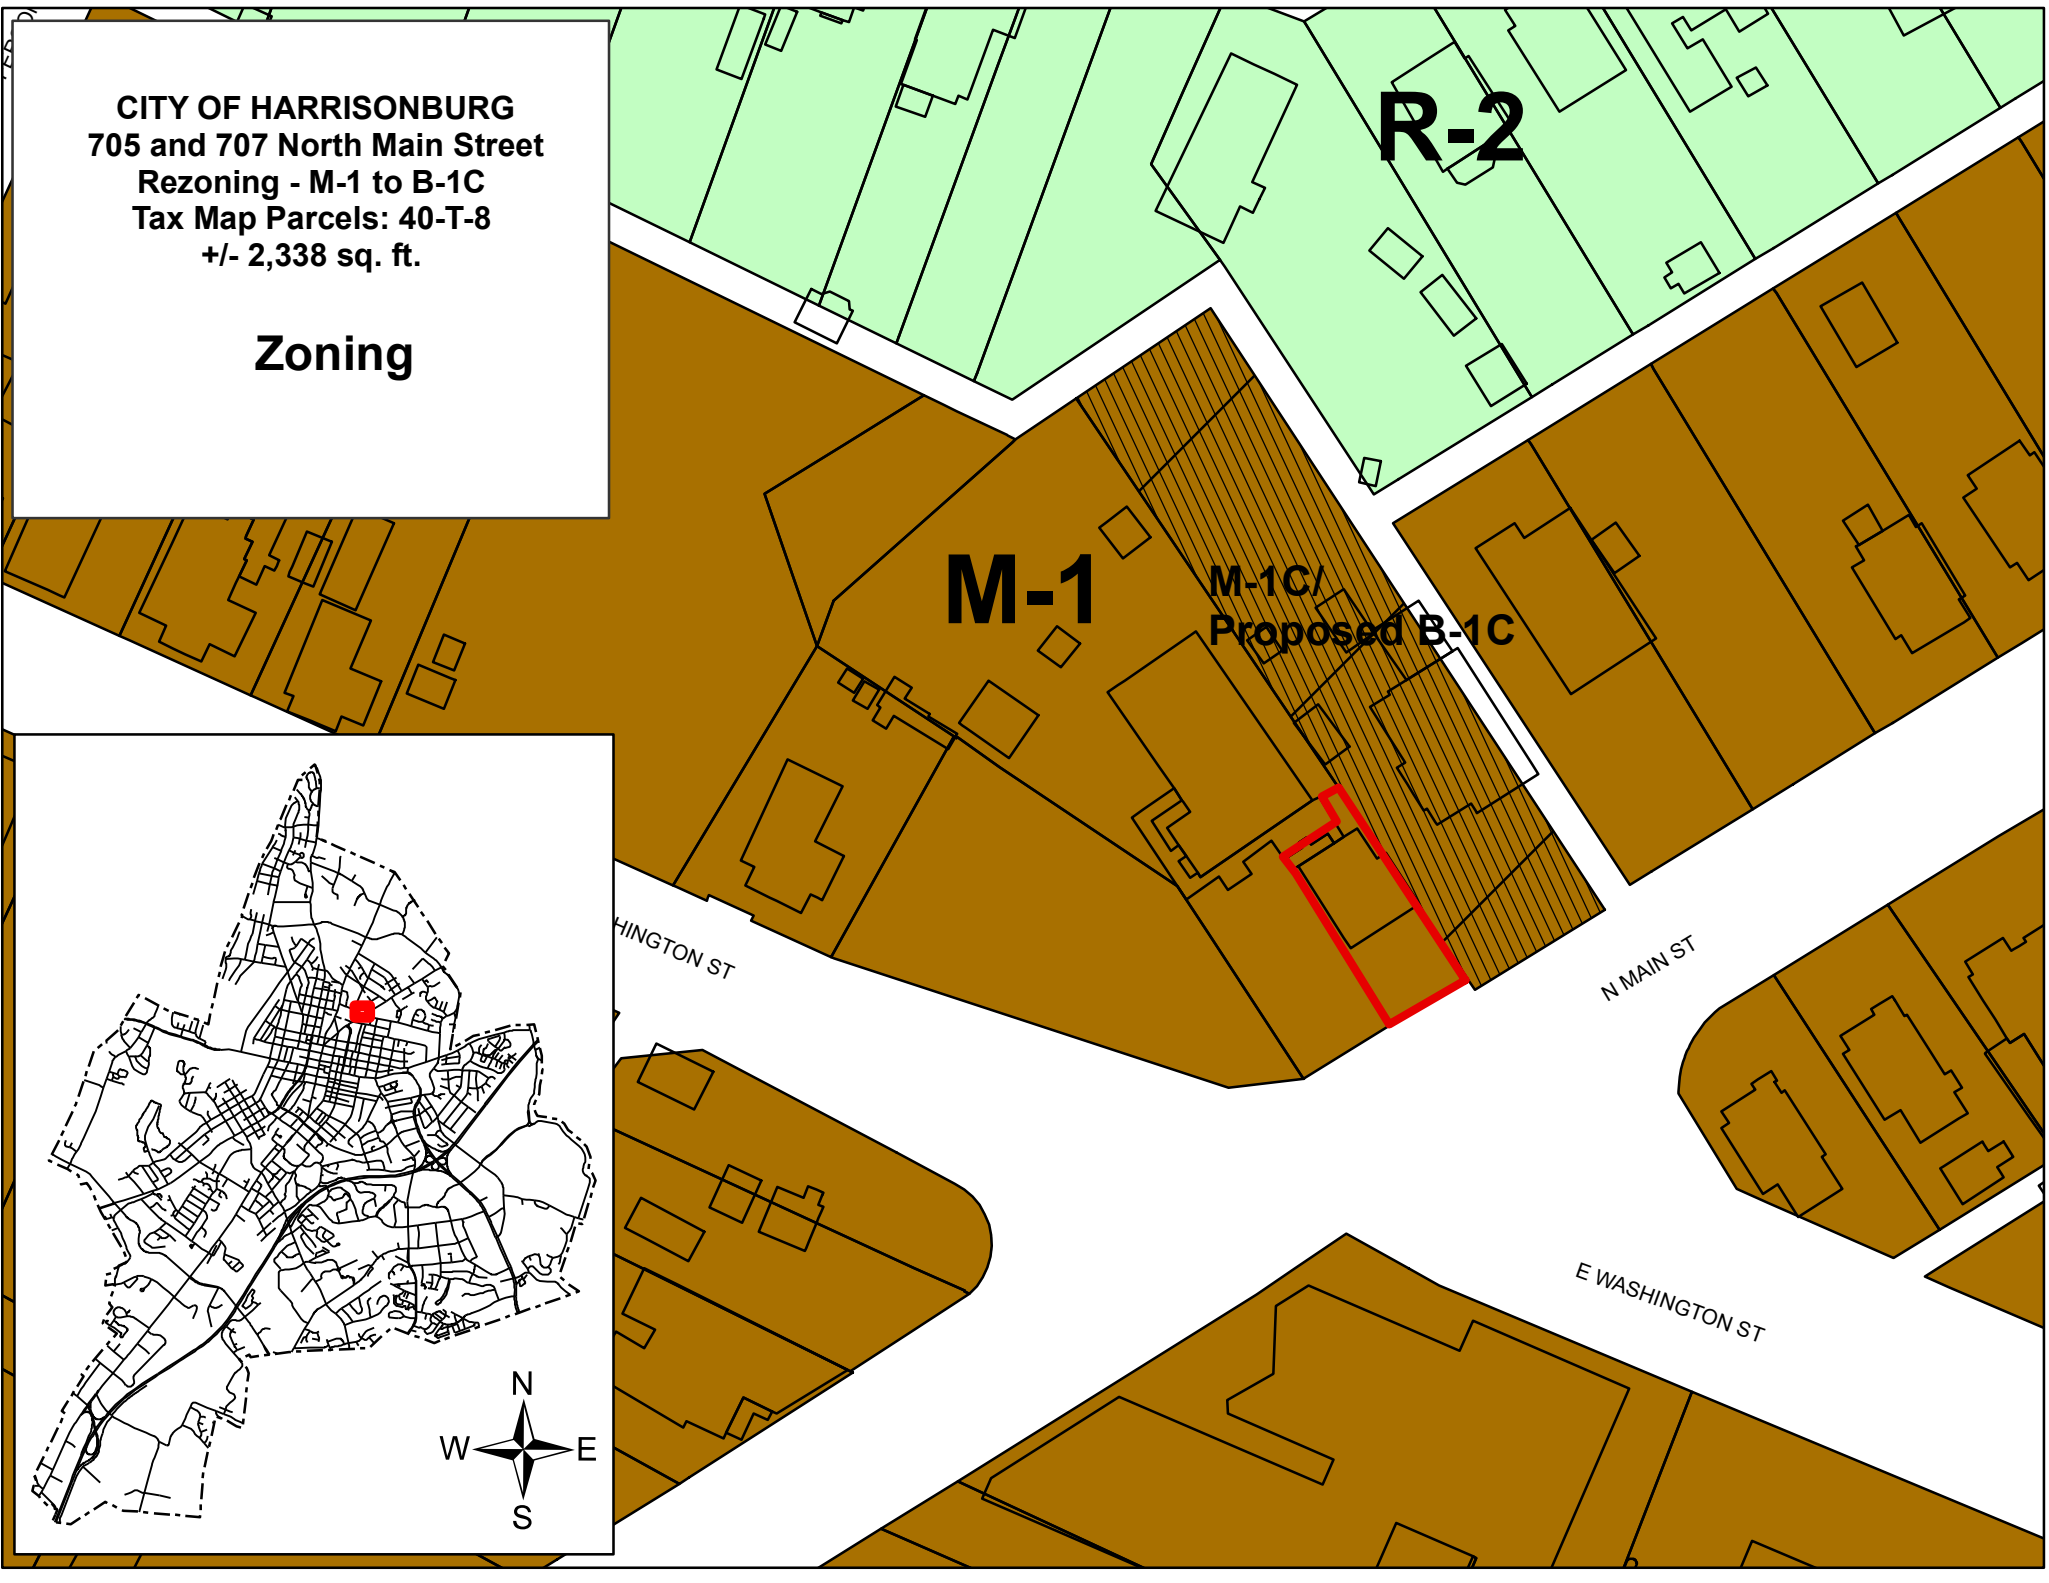 CITY OF HARRISONBURG
705 and 707 North Main Street
Rezoning - M-1 to B-1C
Tax Map Parcels: 40-T-8
+/- 2,338 sq. ft.
Zoning
R-2
M-1
M-1C/
Proposed B-1C
HINGTON ST
N MAIN ST
E WASHINGTON ST
N
W E
S